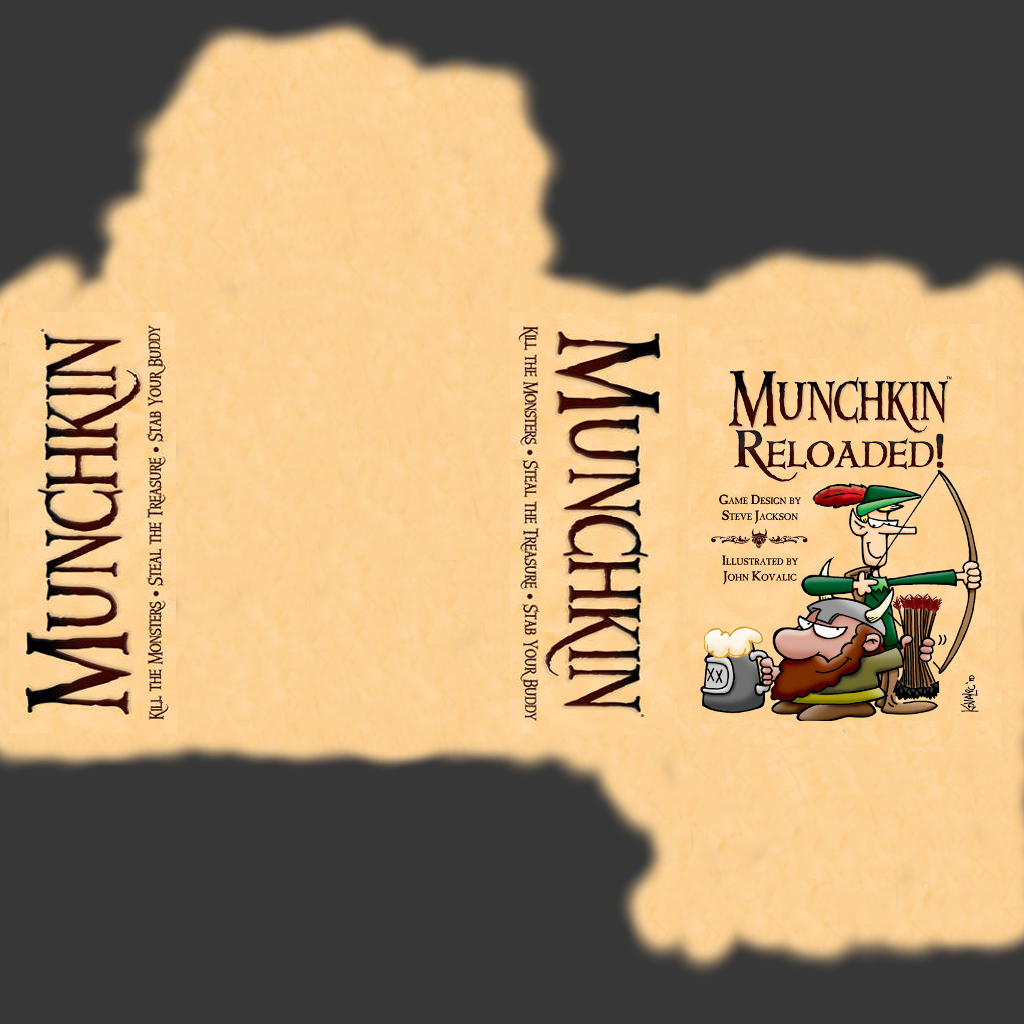 MUNCHKIN
KILL THE MONSTERS • STEAL THE TREASURE • STAB YOUR BUDDY
KILL THE MONSTERS • STEAL THE TREASURE • STAB YOUR BUDDY
MUNCHKIN
MUNCHKIN™
RELOADED!
GAME DESIGN BY
STEVE JACKSON
ILLUSTRATED BY
JOHN KOVALIC
XX
KOVALIC '10